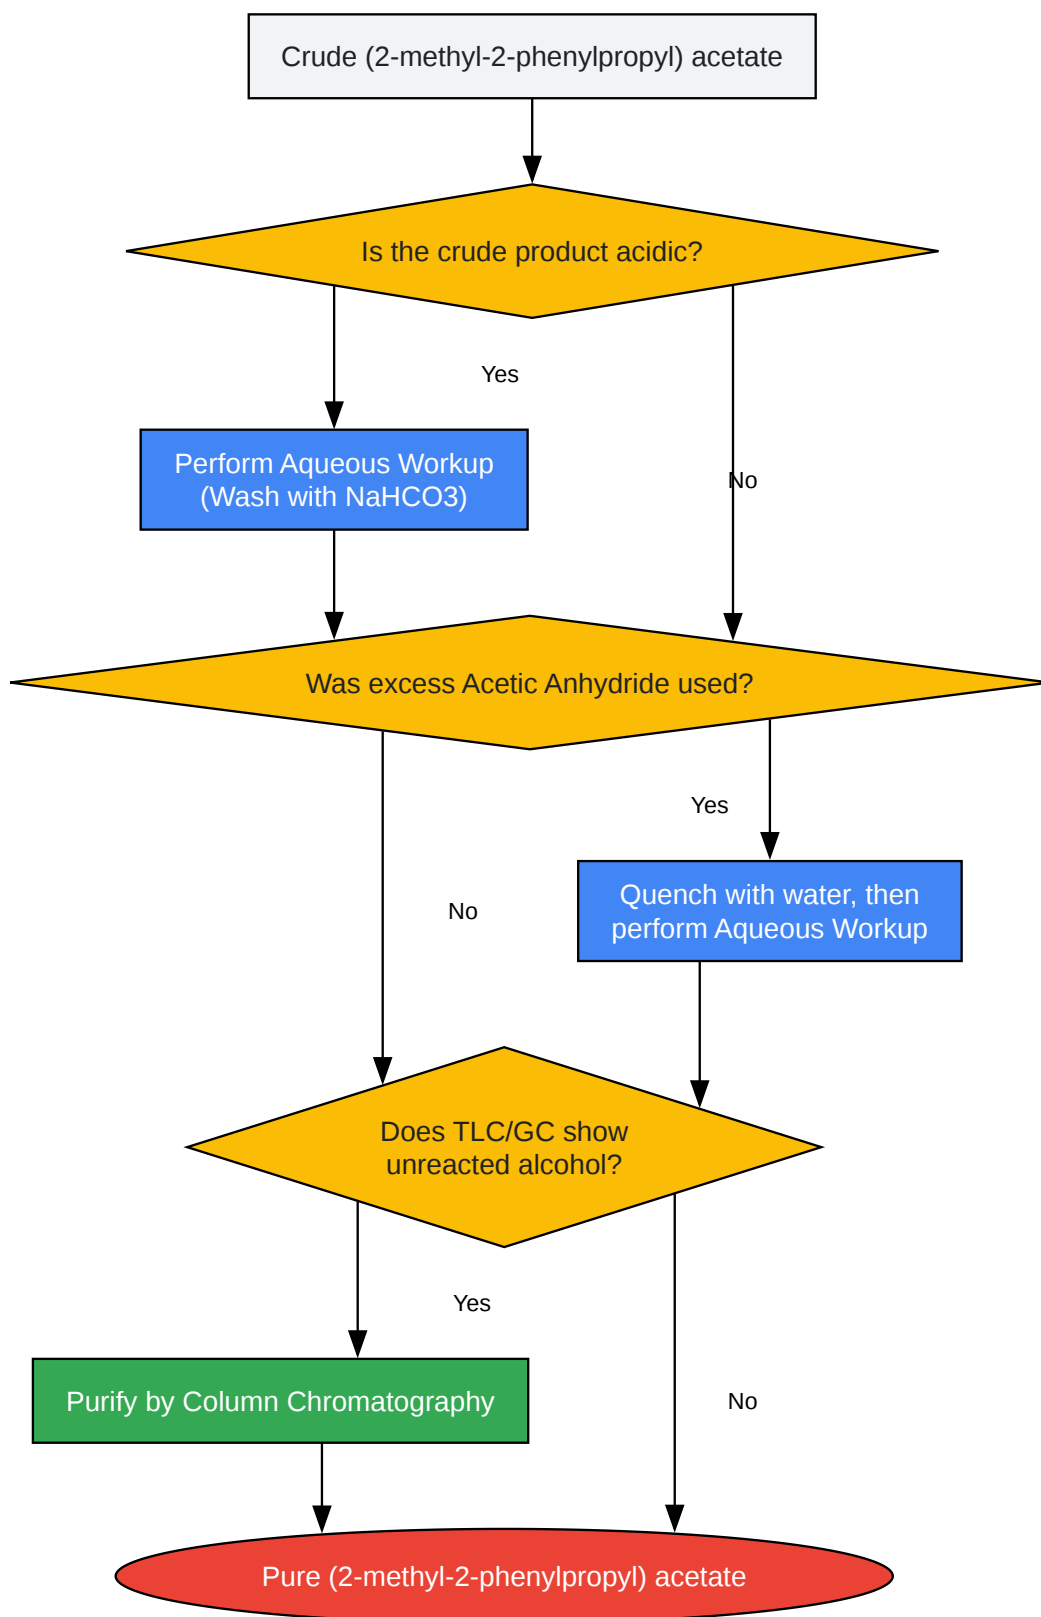 Crude (2-methyl-2-phenylpropyl) acetate
Is the crude product acidic?
Yes
Perform Aqueous Workup
(Wash with NaHCO3)
No
Was excess Acetic Anhydride used?
Yes
Quench with water, then
perform Aqueous Workup
No
Does TLC/GC show
unreacted alcohol?
Yes
Purify by Column Chromatography
No
Pure (2-methyl-2-phenylpropyl) acetate